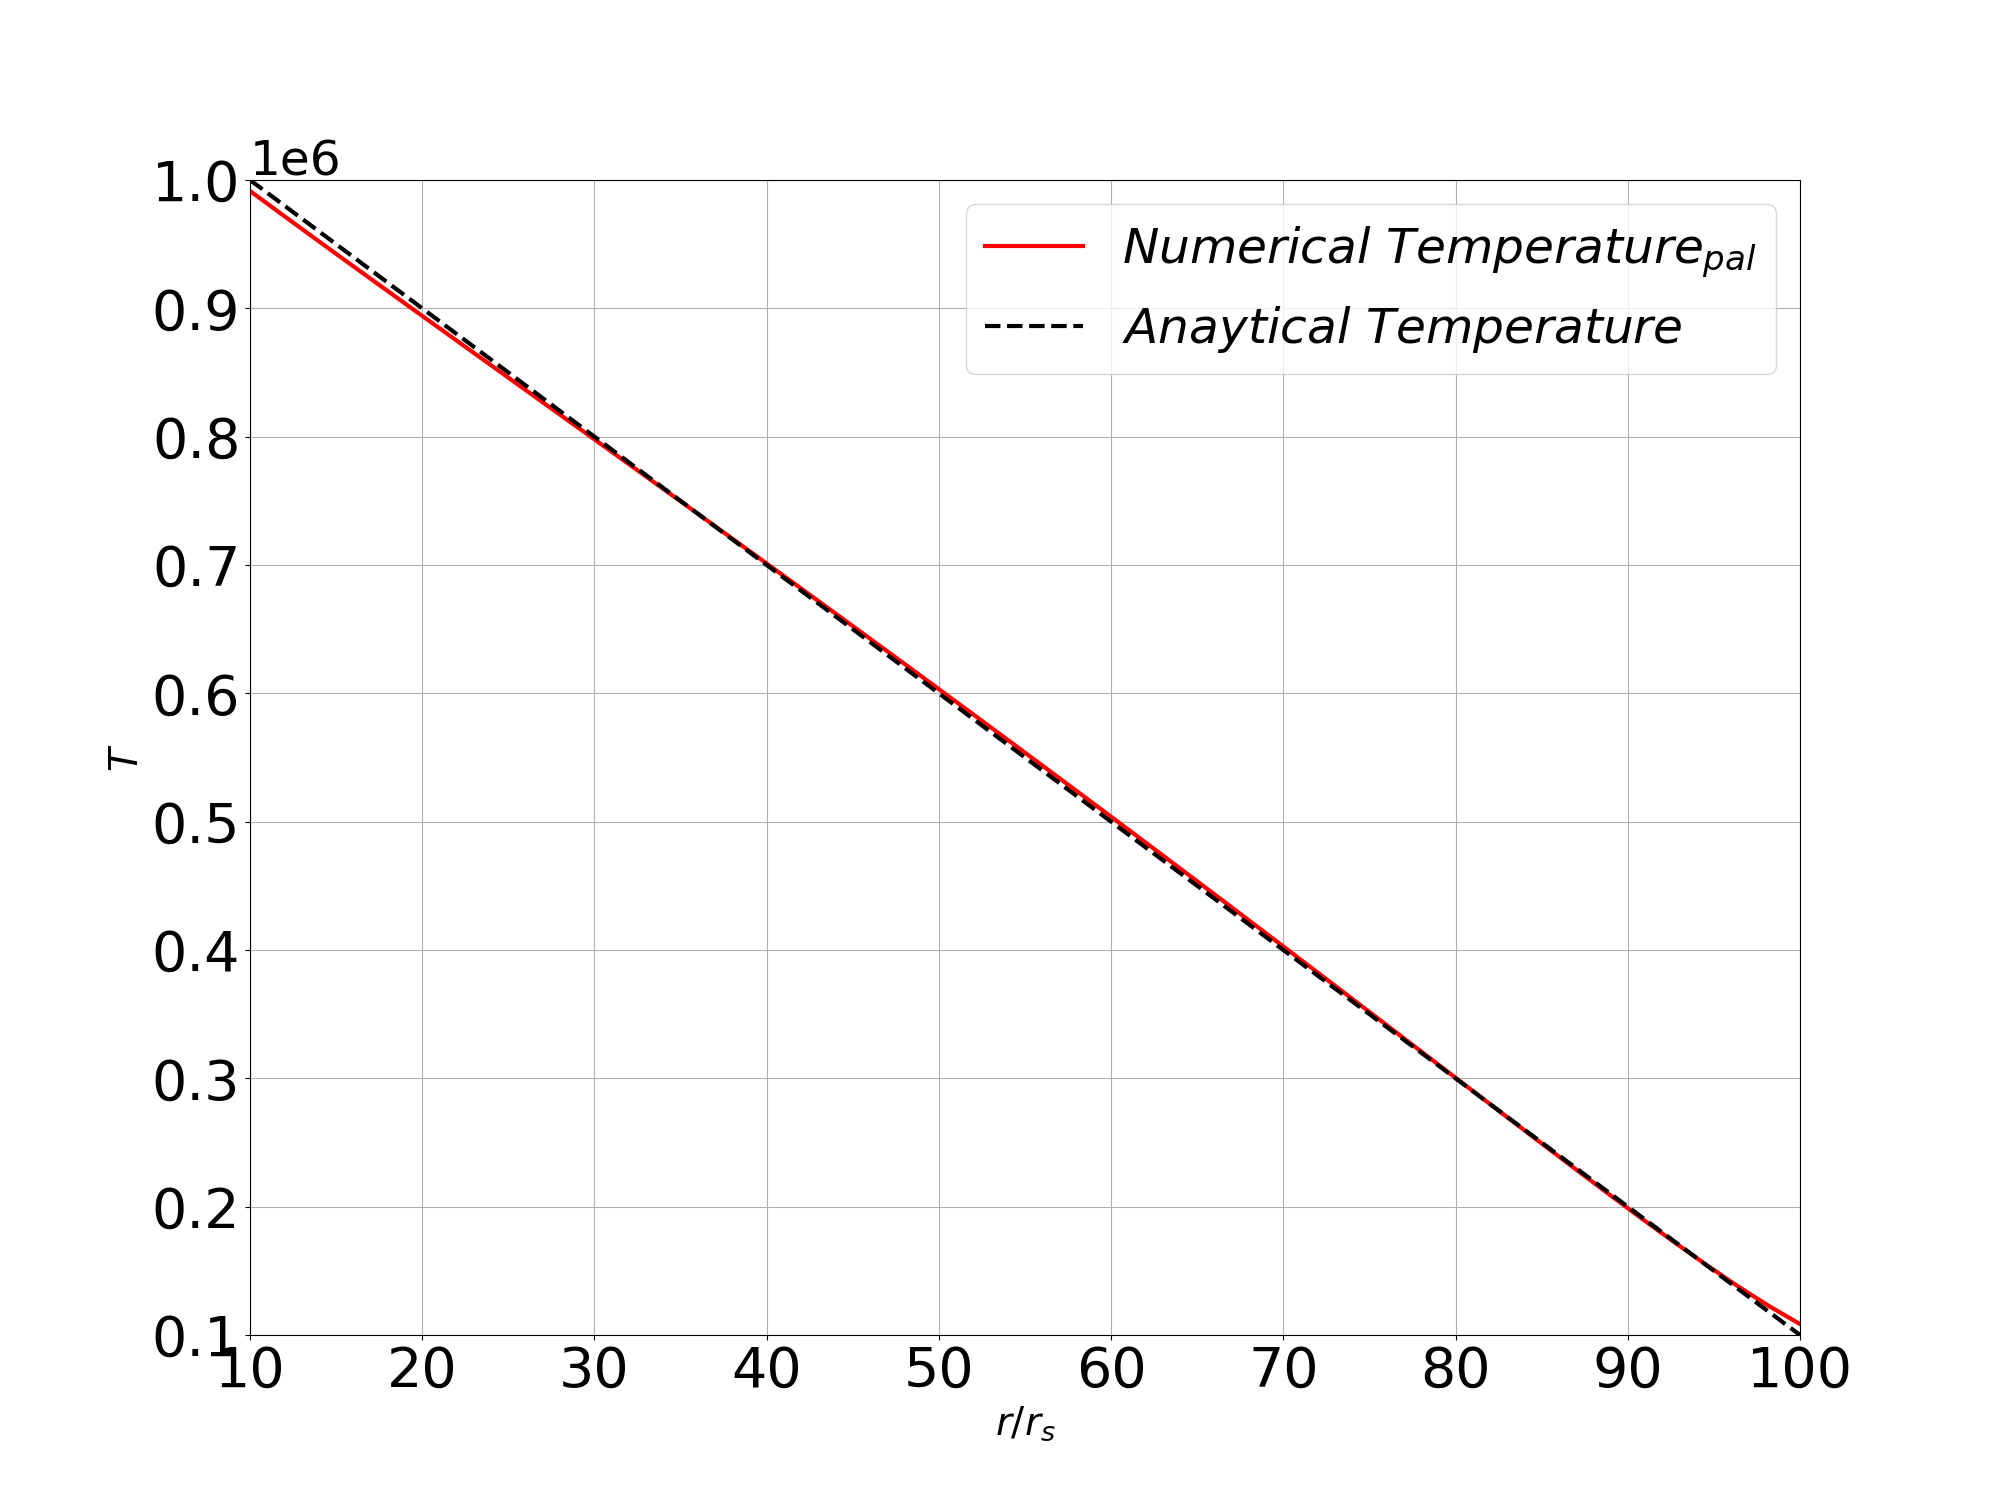 1e6
1.0
0.9
0.8
0.7
0.6
0.5
0.4
0.3
0.2
0.1
T
Numerical Temperature_pal
Anaytical Temperature
10 20 30 40 50 60 70 80 90 100
r/r_s